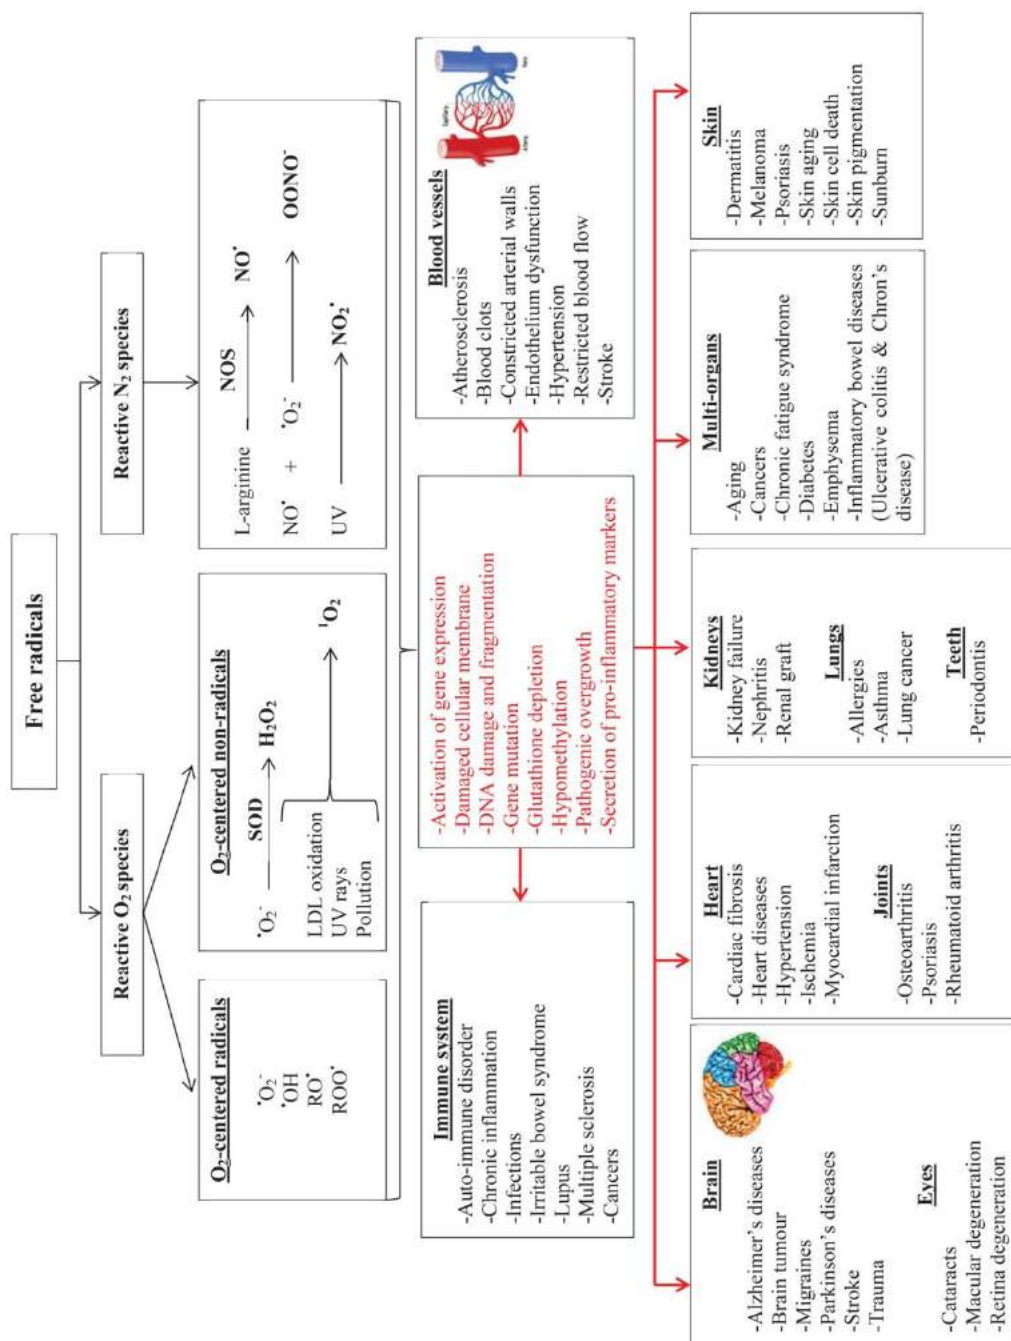 Free radicals
Reactive O₂ species
Reactive N₂ species
O₂-centered radicals
•O₂⁻
•OH
RO•
ROO•
O₂-centered non-radicals
•O₂⁻ SOD H₂O₂
LDL oxidation
UV rays
Pollution
¹O₂
L-arginine NOS NO•
NO• + •O₂⁻ OONO⁻
UV NO₂•
Immune system
-Auto-immune disorder
-Chronic inflammation
-Infections
-Irritable bowel syndrome
-Lupus
-Multiple sclerosis
-Cancers
-Activation of gene expression
-Damaged cellular membrane
-DNA damage and fragmentation
-Gene mutation
-Glutathione depletion
-Hypomethylation
-Pathogenic overgrowth
-Secretion of pro-inflammatory markers
Blood vessels
-Atherosclerosis
-Blood clots
-Constricted arterial walls
-Endothelium dysfunction
-Hypertension
-Restricted blood flow
-Stroke
Artery
Capillary
Brain
-Alzheimer's diseases
-Brain tumour
-Migraines
-Parkinson's diseases
-Stroke
-Trauma
Eyes
-Cataracts
-Macular degeneration
-Retina degeneration
Heart
-Cardiac fibrosis
-Heart diseases
-Hypertension
-Ischemia
-Myocardial infarction
Joints
-Osteoarthritis
-Psoriasis
-Rheumatoid arthritis
Kidneys
-Kidney failure
-Nephritis
-Renal graft
Lungs
-Allergies
-Asthma
-Lung cancer
Teeth
-Periodontis
Multi-organs
-Aging
-Cancers
-Chronic fatigue syndrome
-Diabetes
-Emphysema
-Inflammatory bowel diseases
(Ulcerative colitis & Chron's
disease)
Skin
-Dermatitis
-Melanoma
-Psoriasis
-Skin aging
-Skin cell death
-Skin pigmentation
-Sunburn